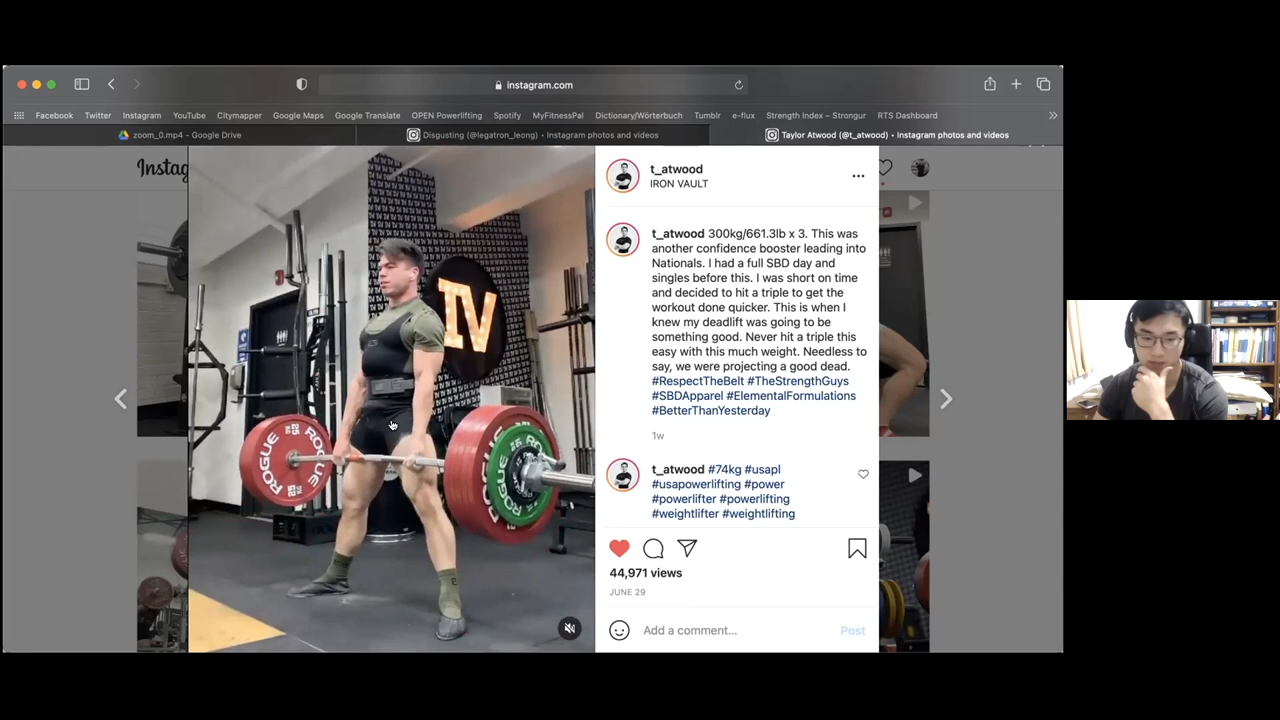 instagram.com
Facebook Twitter Instagram YouTube Citymapper Google Maps Google Translate OPEN Powerlifting Spotify MyFitnessPal Dictionary/Wörterbuch Tumblr e-flux Strength Index – Strongur RTS Dashboard
zoom_0.mp4 - Google Drive
Disgusting (@legatron_leong) • Instagram photos and videos
Taylor Atwood (@t_atwood) • Instagram photos and videos
Instag
t_atwood
IRON VAULT
t_atwood 300kg/661.3lb x 3. This was
another confidence booster leading into
Nationals. I had a full SBD day and
singles before this. I was short on time
and decided to hit a triple to get the
workout done quicker. This is when I
knew my deadlift was going to be
something good. Never hit a triple this
easy with this much weight. Needless to
say, we were projecting a good dead.
#RespectTheBelt #TheStrengthGuys
#SBDApparel #ElementalFormulations
#BetterThanYesterday
1w
t_atwood #74kg #usapl
#usapowerlifting #power
#powerlifter #powerlifting
#weightlifter #weightlifting
44,971 views
JUNE 29
Add a comment...
Post
IV
ROGUE
25
ROGUE
ROGUE
ROGUE